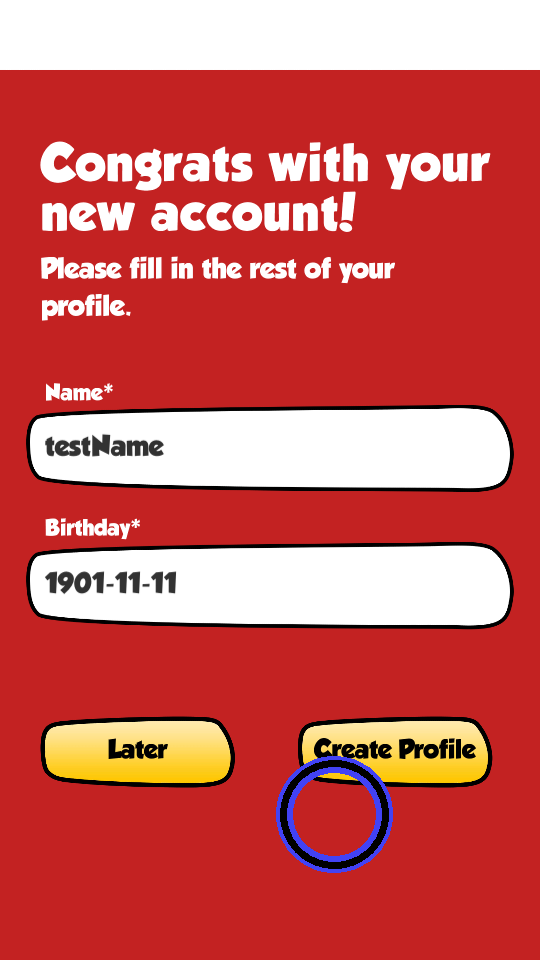 Congrats with your
new account!
Please fill in the rest of your
profile.
Name*
testName
Birthday*
1901-11-11
Later
Create Profile